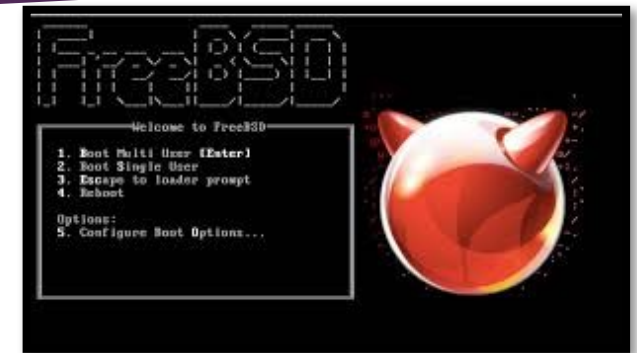 FreeBSD
Welcome to FreeBSD
1. Boot Multi User [Enter]
2. Boot Single User
3. Escape to loader prompt
4. Reboot
Options:
5. Configure Boot Options...